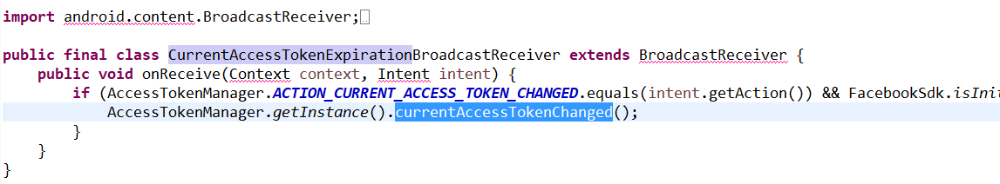 import android.content.BroadcastReceiver;
public final class CurrentAccessTokenExpirationBroadcastReceiver extends BroadcastReceiver {
public void onReceive(Context context, Intent intent) {
if (AccessTokenManager.ACTION_CURRENT_ACCESS_TOKEN_CHANGED.equals(intent.getAction()) && FacebookSdk.isIni
AccessTokenManager.getInstance().currentAccessTokenChanged();
}
}
}